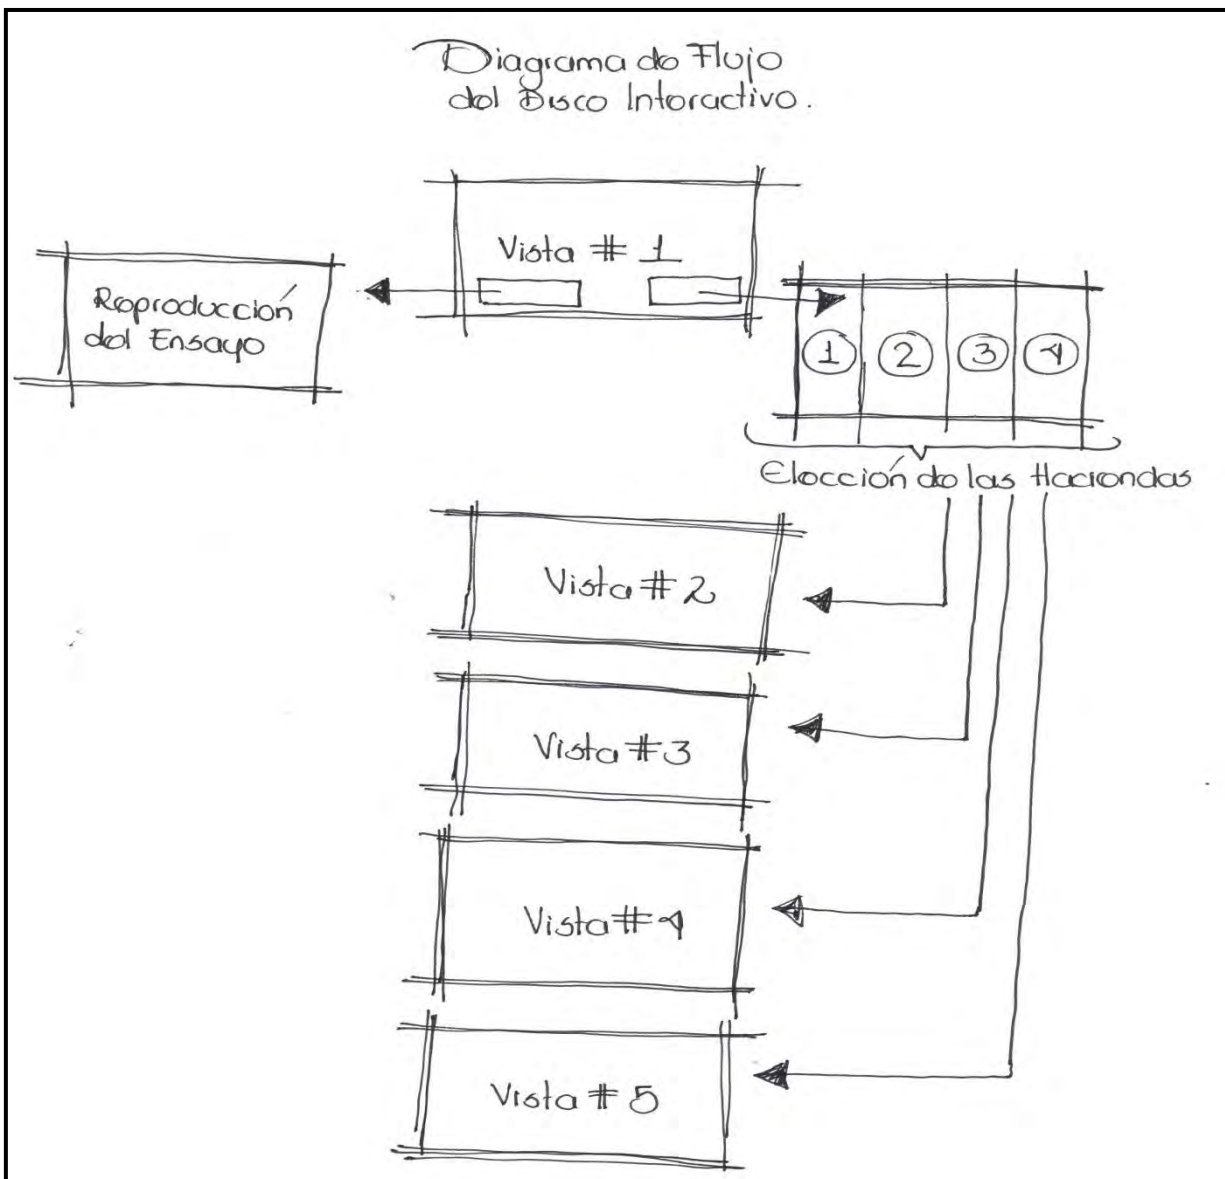 Diagrama de Flujo
del Disco Interactivo.
Vista # 1
Reproducción
del Ensayo
1 2 3 4
Elección de las Haciendas
Vista # 2
Vista # 3
Vista # 4
Vista # 5